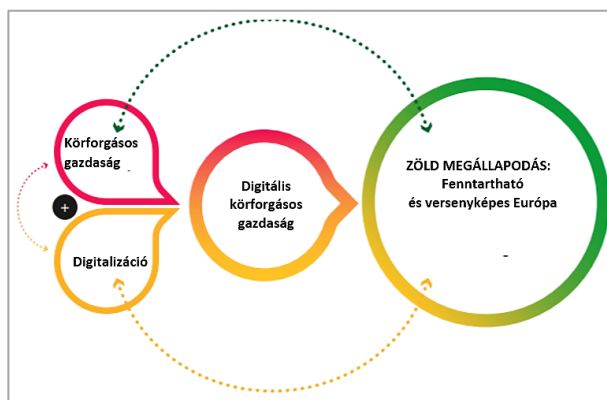 Körforgásos
gazdaság
+
Digitalizáció
Digitális
körforgásos
gazdaság
ZÖLD MEGÁLLAPODÁS:
Fenntartható
és versenyképes Európa